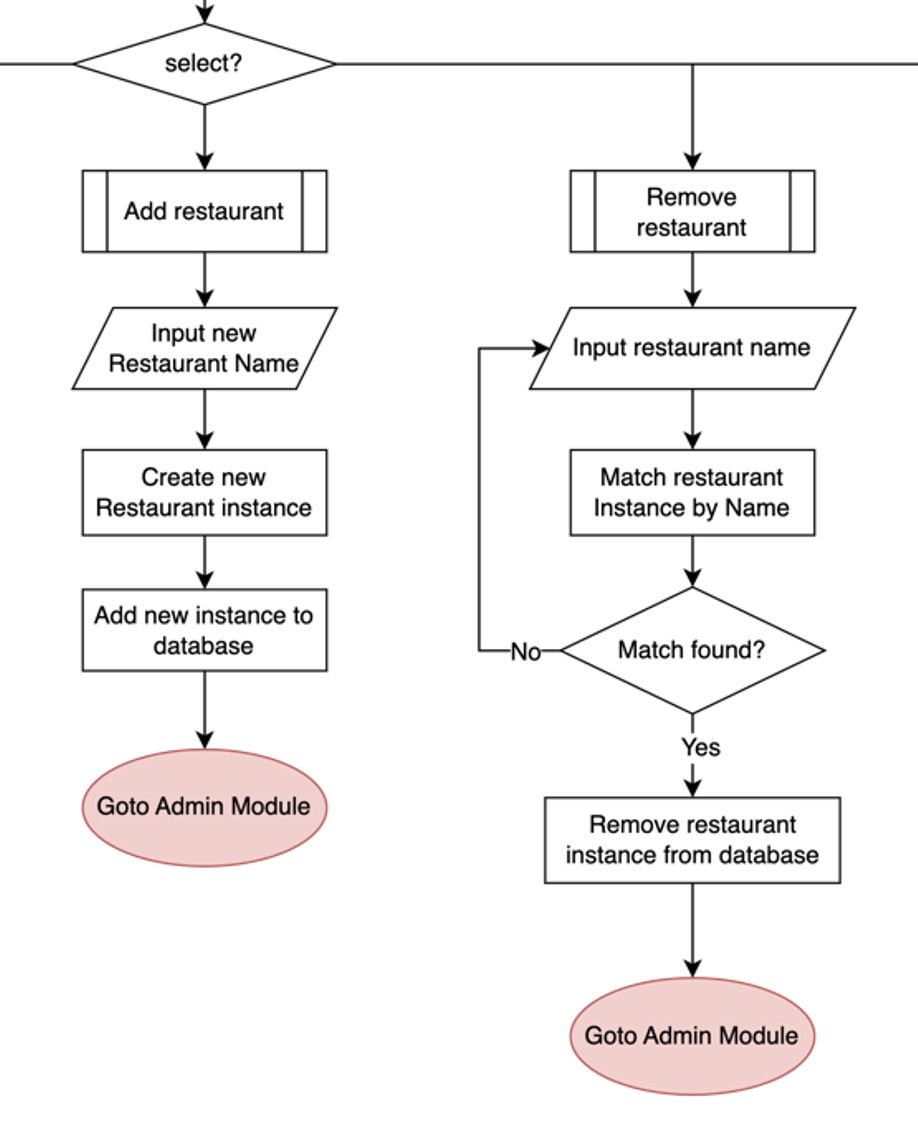 select?
Add restaurant
Input new
Restaurant Name
Create new
Restaurant instance
Add new instance to
database
Goto Admin Module
Remove
restaurant
Input restaurant name
Match restaurant
Instance by Name
Match found?
No
Yes
Remove restaurant
instance from database
Goto Admin Module